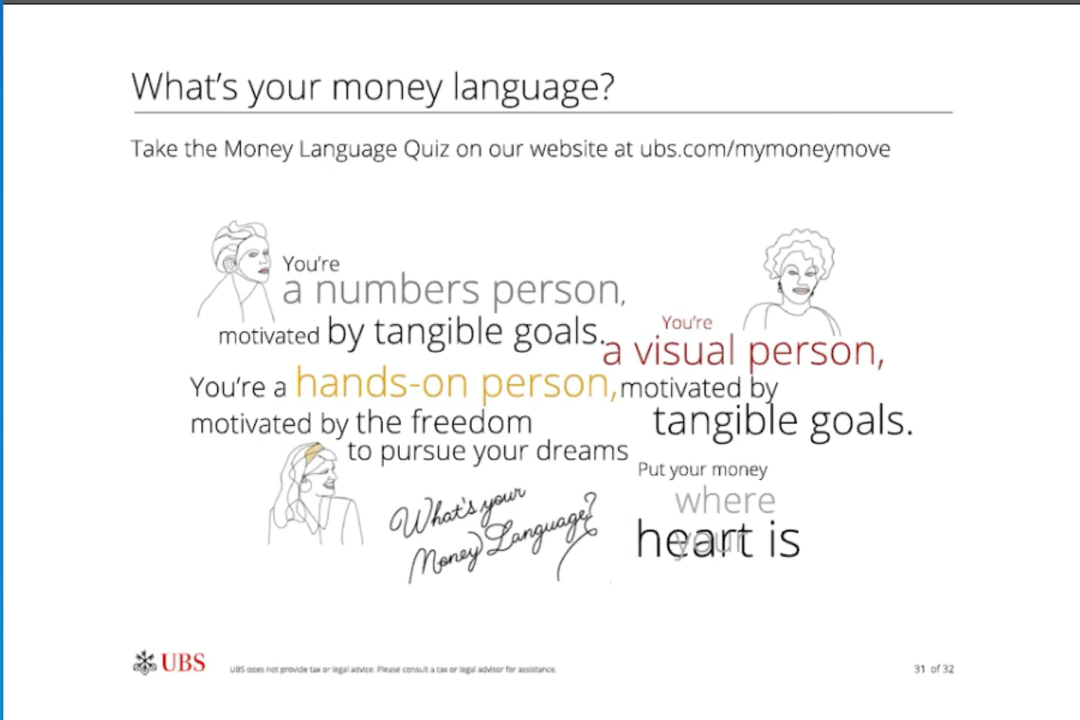 What's your money language?
Take the Money Language Quiz on our website at ubs.com/mymoneymove
You're
a numbers person,
motivated by tangible goals.
You're
a visual person,
motivated by
tangible goals.
You're a hands-on person,
motivated by the freedom
to pursue your dreams
Put your money
where
your
heart is
What's your
Money Language?
UBS
UBS does not provide tax or legal advice. Please consult a tax or legal advisor for assistance.
31 of 32